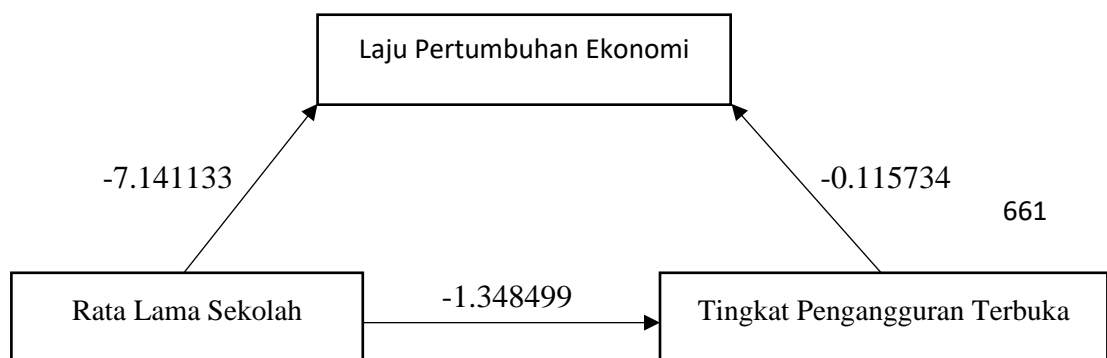 Laju Pertumbuhan Ekonomi
-7.141133
-0.115734
661
Rata Lama Sekolah
-1.348499
Tingkat Pengangguran Terbuka